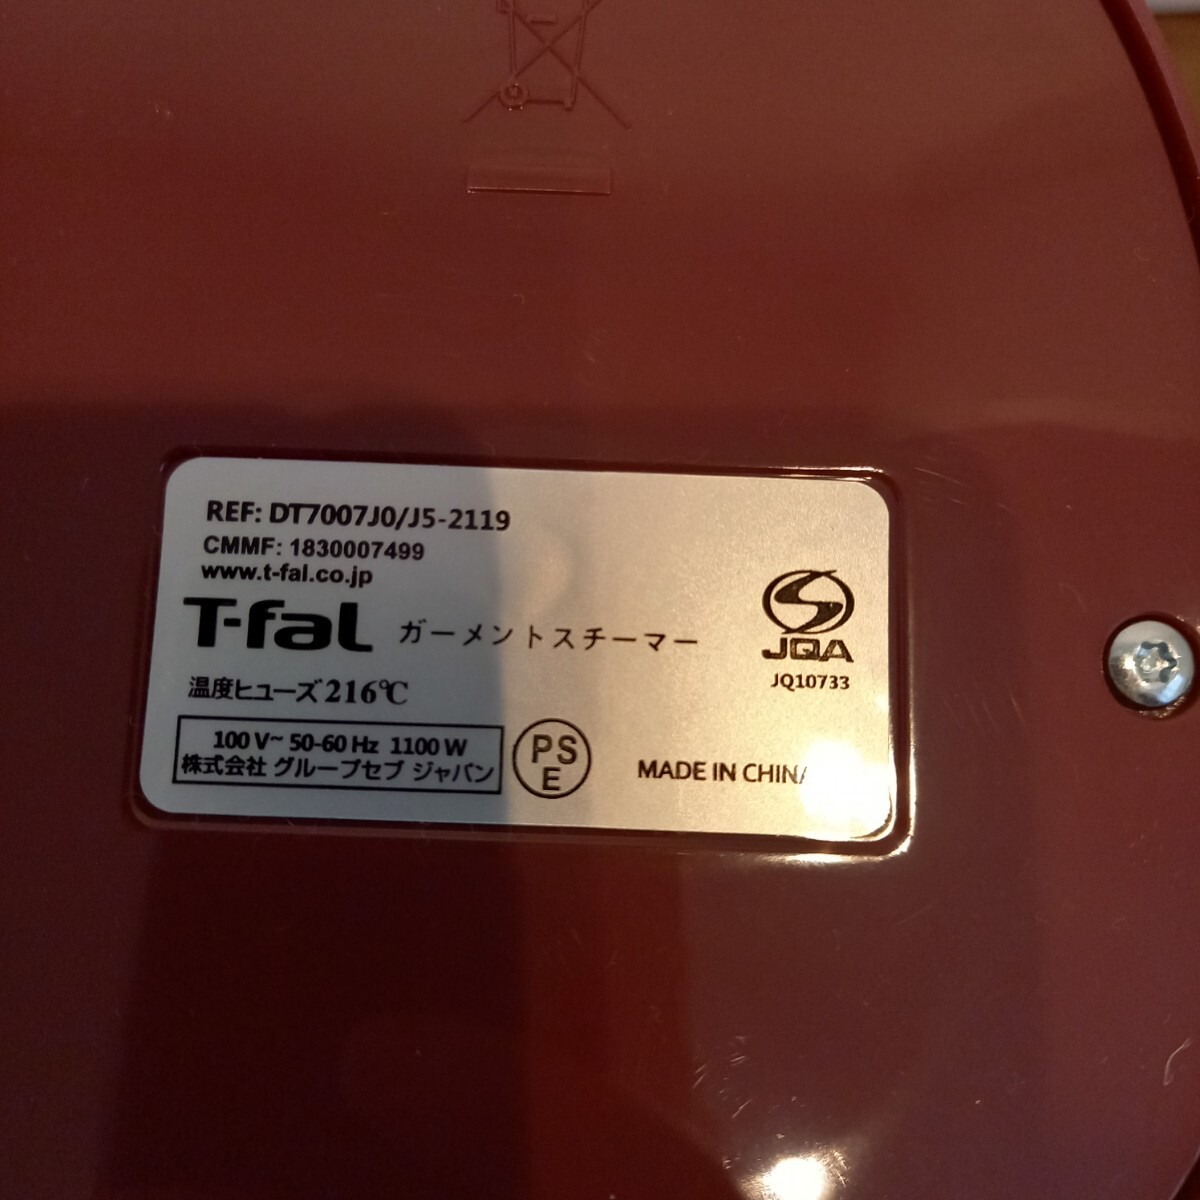 REF: DT7007J0/J5-2119
CMMF: 1830007499
www.t-fal.co.jp
T-fal ガーメントスチーマー
JQA
JQ10733
温度ヒューズ216℃
100 V~ 50-60 Hz 1100 W
株式会社 グループセブ ジャパン
PS
E
MADE IN CHINA